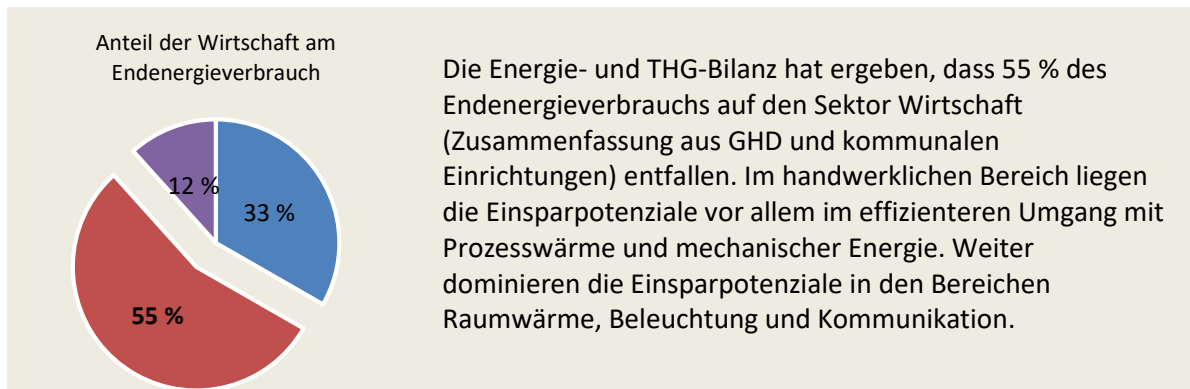 Anteil der Wirtschaft am
Endenergieverbrauch
12 %
33 %
55 %
Die Energie- und THG-Bilanz hat ergeben, dass 55 % des
Endenergieverbrauchs auf den Sektor Wirtschaft
(Zusammenfassung aus GHD und kommunalen
Einrichtungen) entfallen. Im handwerklichen Bereich liegen
die Einsparpotenziale vor allem im effizienteren Umgang mit
Prozesswärme und mechanischer Energie. Weiter
dominieren die Einsparpotenziale in den Bereichen
Raumwärme, Beleuchtung und Kommunikation.